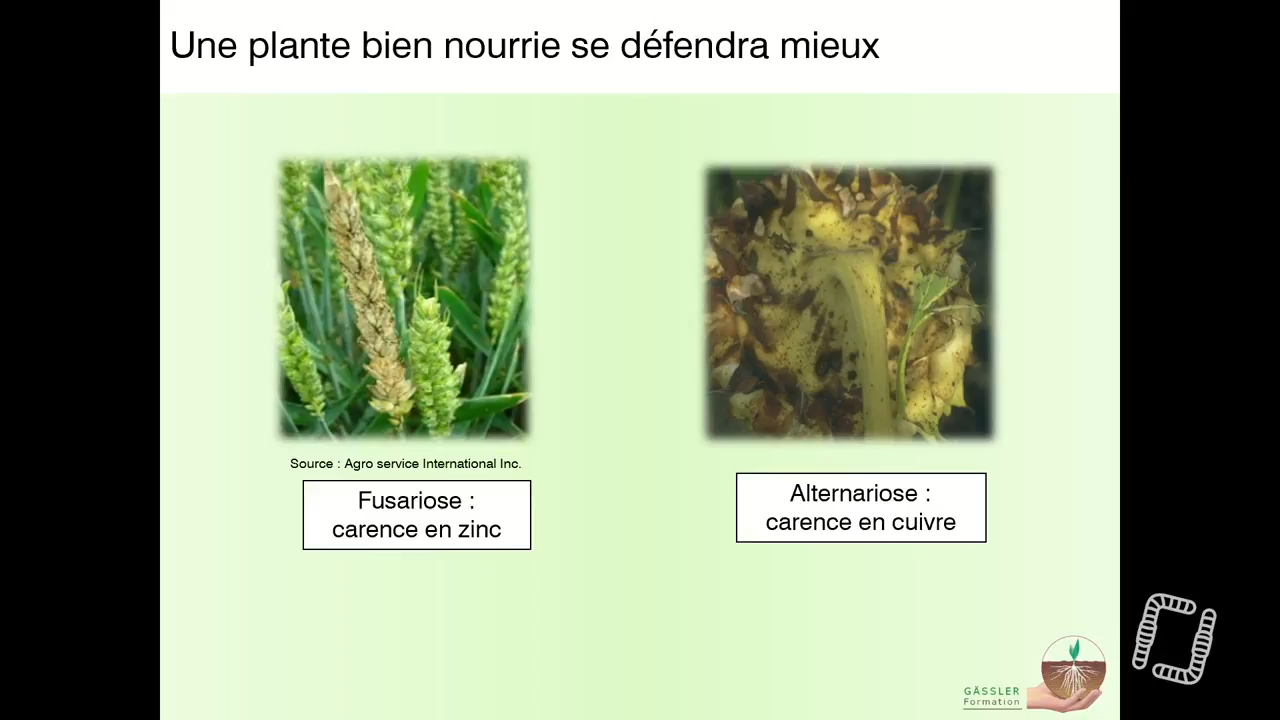 Une plante bien nourrie se défendra mieux
Source : Agro service International Inc.
Fusariose :
carence en zinc
Alternariose :
carence en cuivre
GÄSSLER
Formation